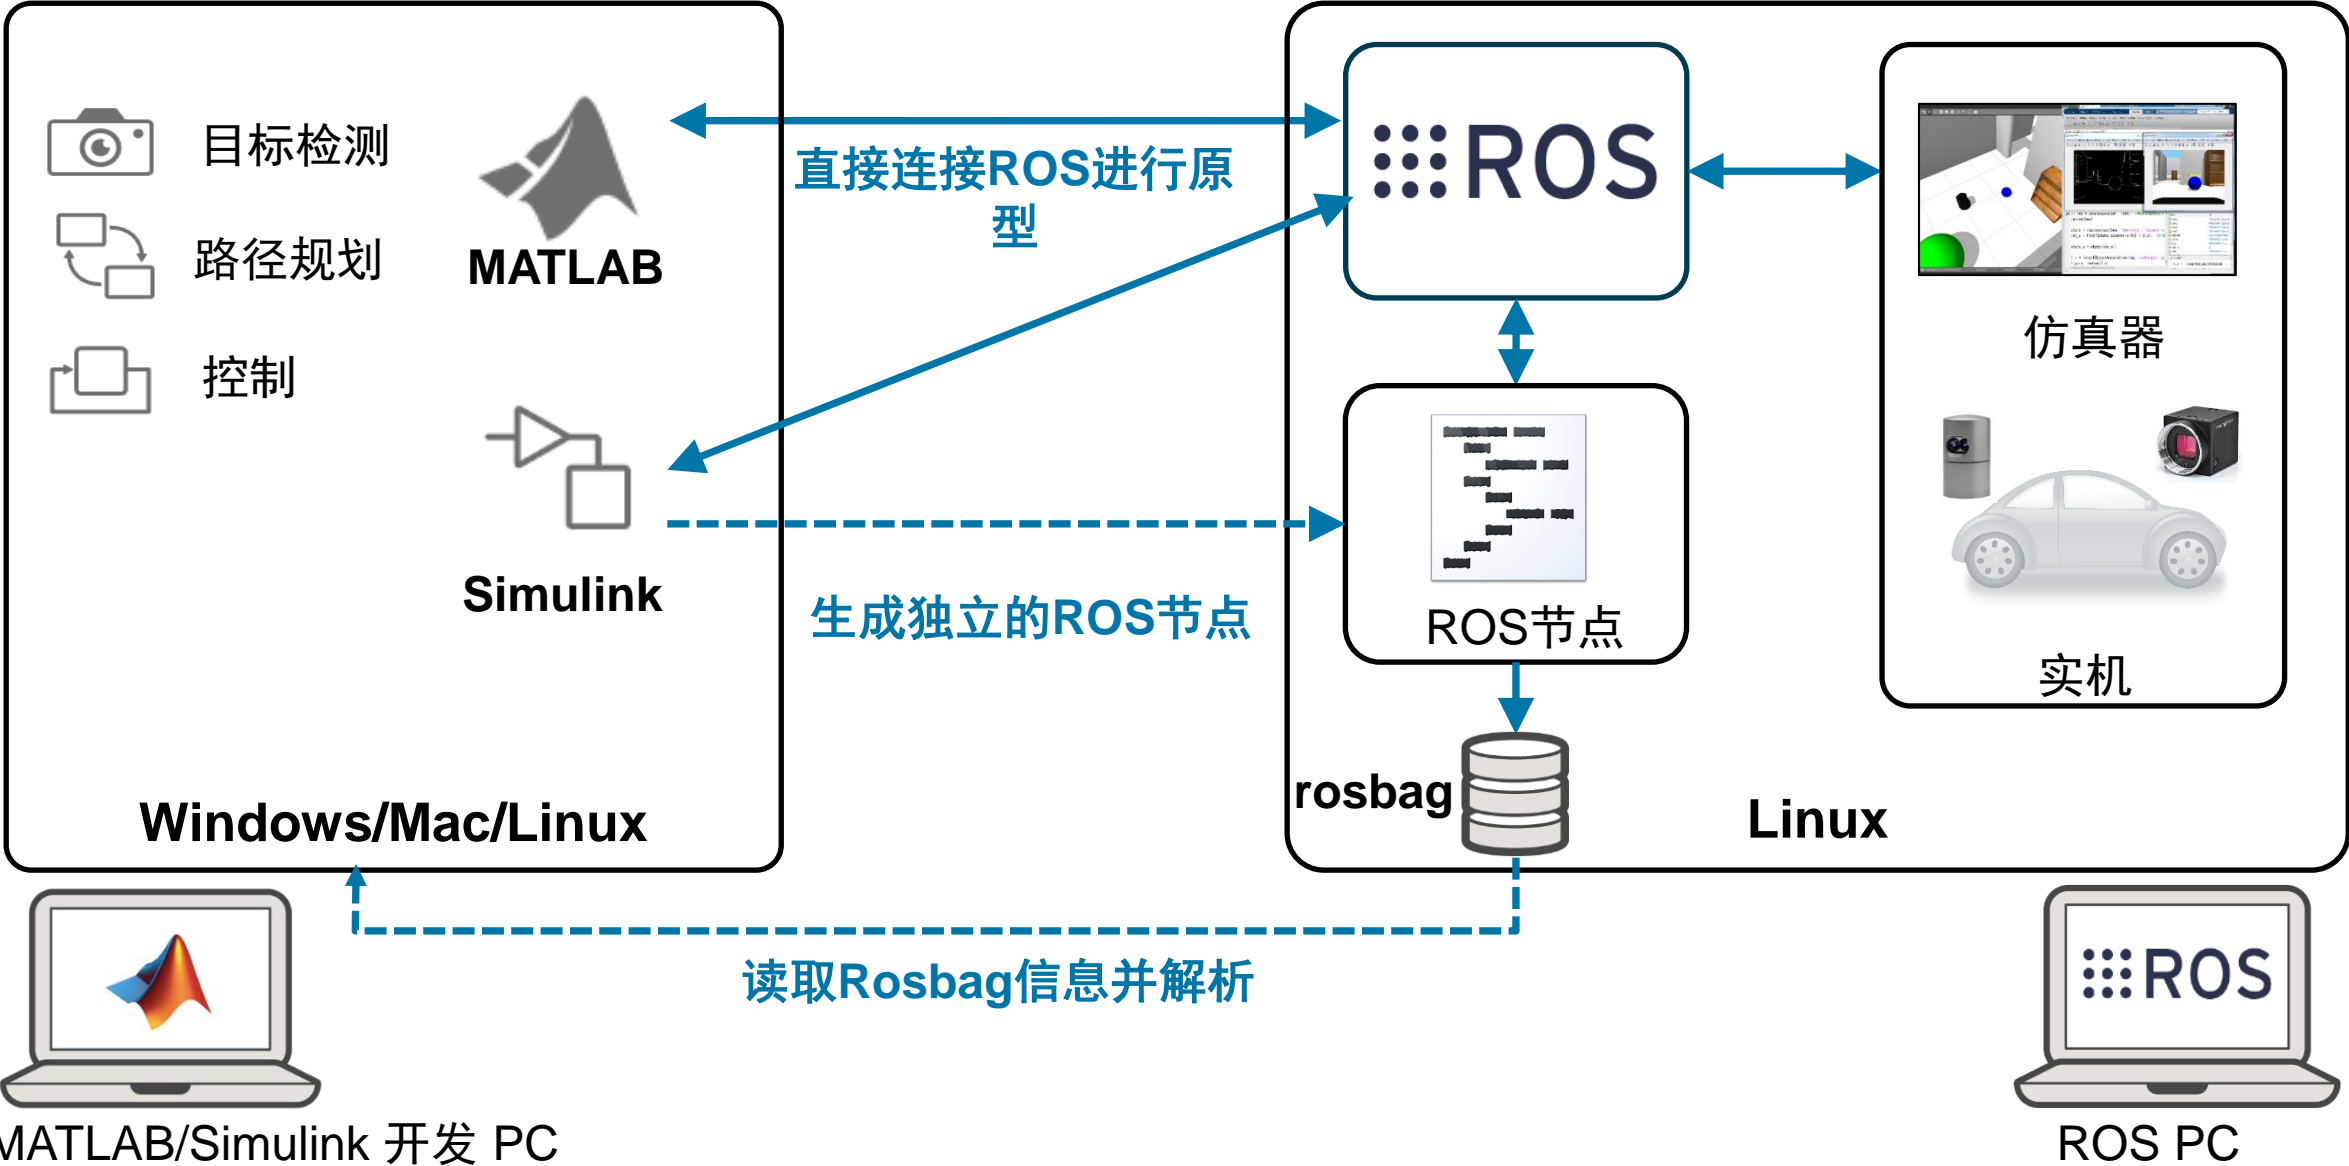 目标检测
路径规划
控制
MATLAB
Simulink
Windows/Mac/Linux
直接连接ROS进行原
型
生成独立的ROS节点
读取Rosbag信息并解析
ROS
ROS节点
rosbag
Linux
仿真器
实机
MATLAB/Simulink 开发 PC
ROS
ROS PC